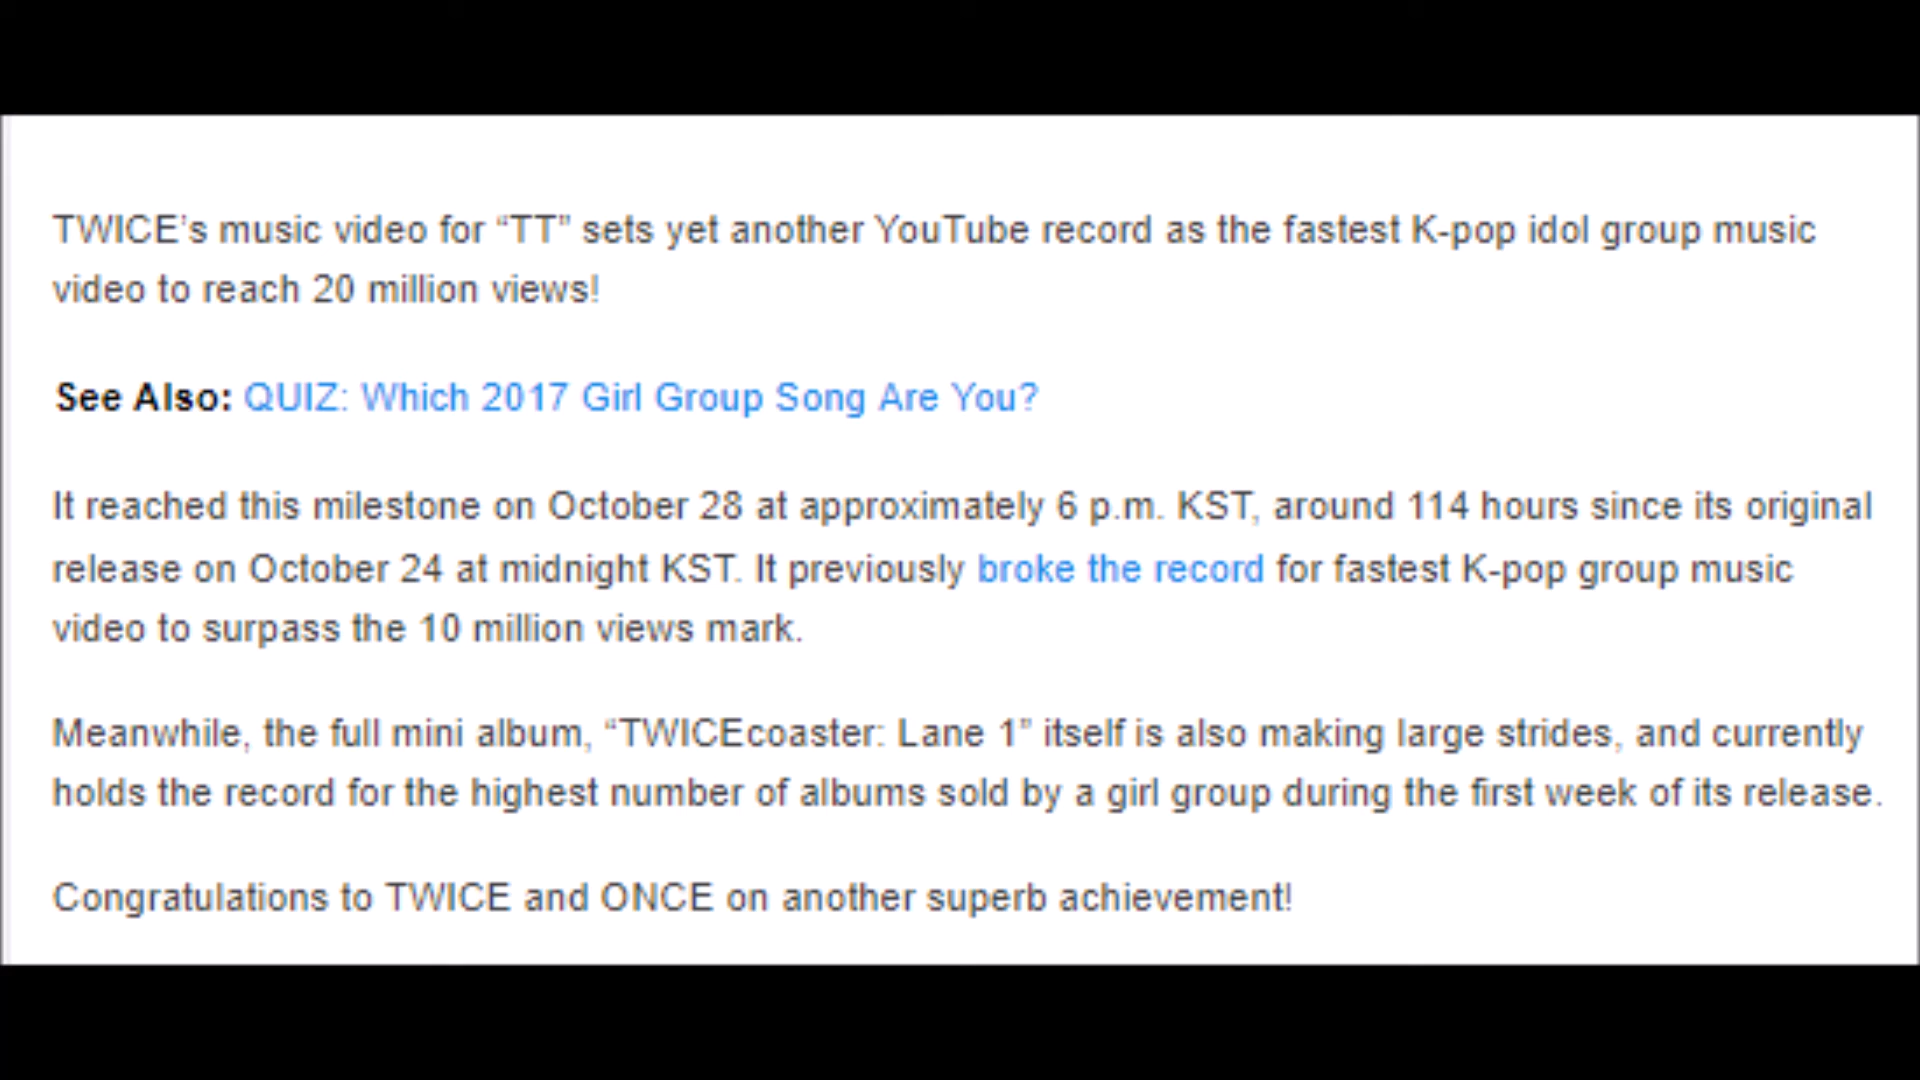 TWICE’s music video for “TT” sets yet another YouTube record as the fastest K-pop idol group music
video to reach 20 million views!
See Also: QUIZ: Which 2017 Girl Group Song Are You?
It reached this milestone on October 28 at approximately 6 p.m. KST, around 114 hours since its original
release on October 24 at midnight KST. It previously broke the record for fastest K-pop group music
video to surpass the 10 million views mark.
Meanwhile, the full mini album, “TWICEcoaster: Lane 1” itself is also making large strides, and currently
holds the record for the highest number of albums sold by a girl group during the first week of its release.
Congratulations to TWICE and ONCE on another superb achievement!